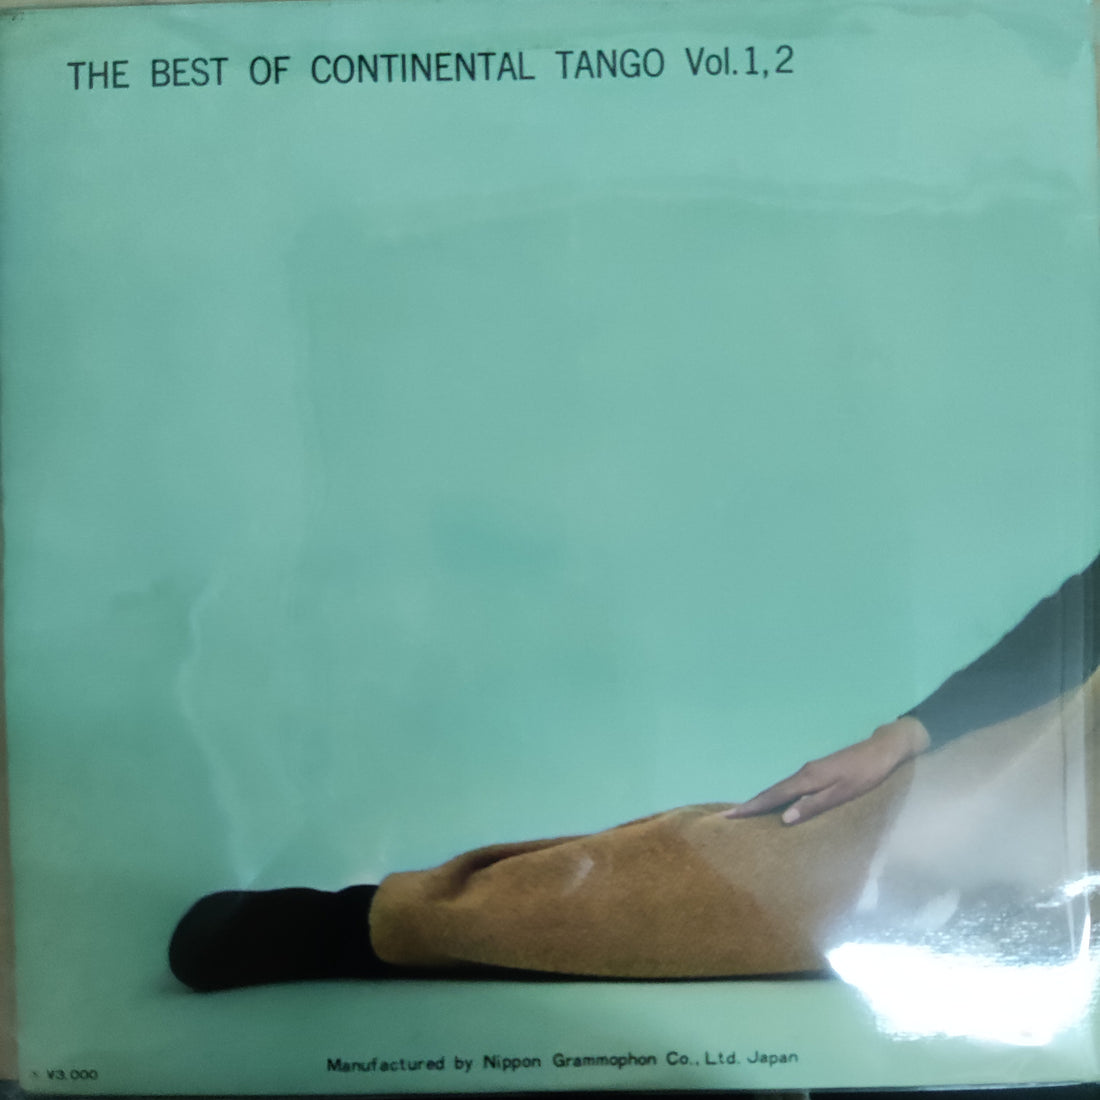 THE BEST OF CONTINENTAL TANGO Vol.1,2
Manufactured by Nippon Grammophon Co., Ltd. Japan
¥3,000